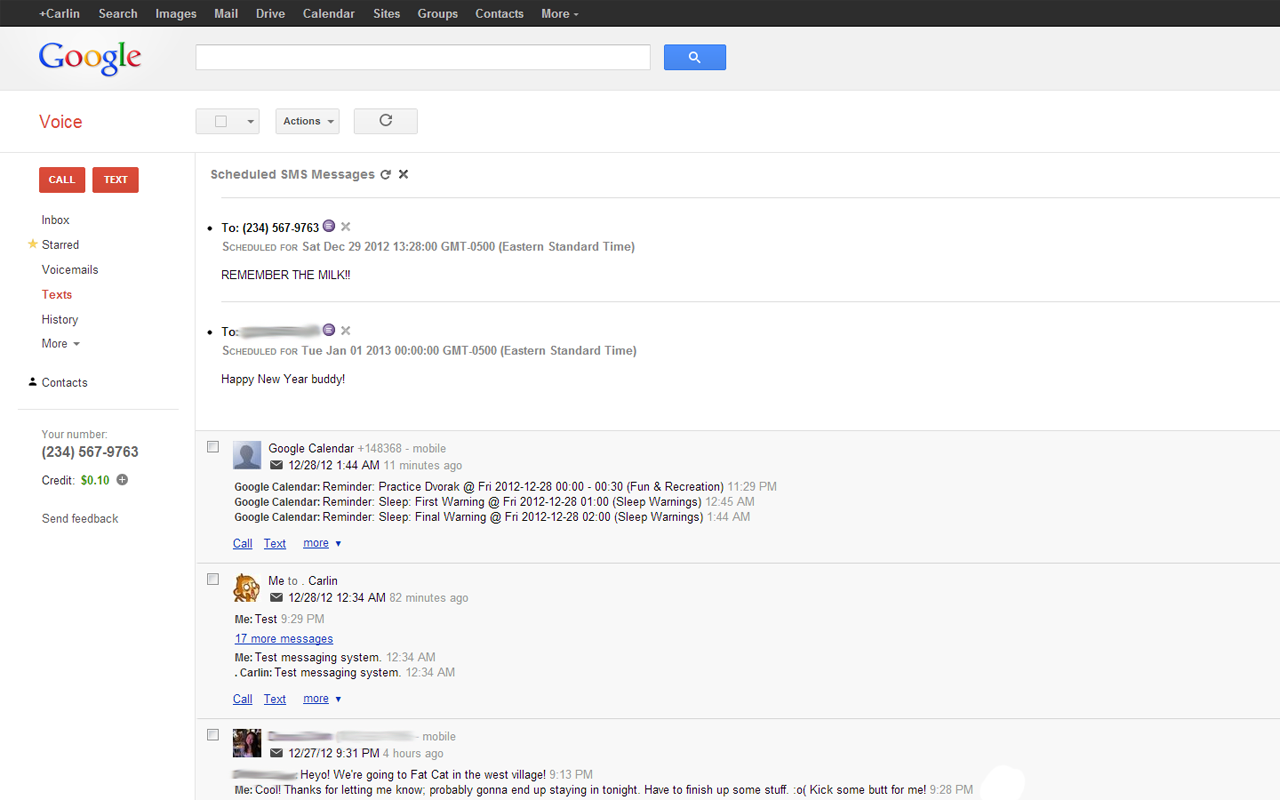 +Carlin Search Images Mail Drive Calendar Sites Groups Contacts More
Google
Voice
Actions
CALL TEXT
Inbox
Starred
Voicemails
Texts
History
More
Contacts
Your number:
(234) 567-9763
Credit: $0.10
Send feedback
Scheduled SMS Messages
To: (234) 567-9763
SCHEDULED FOR Sat Dec 29 2012 13:28:00 GMT-0500 (Eastern Standard Time)
REMEMBER THE MILK!!
To:
SCHEDULED FOR Tue Jan 01 2013 00:00:00 GMT-0500 (Eastern Standard Time)
Happy New Year buddy!
Google Calendar +148368 - mobile
12/28/12 1:44 AM 11 minutes ago
Google Calendar: Reminder: Practice Dvorak @ Fri 2012-12-28 00:00 - 00:30 (Fun & Recreation) 11:29 PM
Google Calendar: Reminder: Sleep: First Warning @ Fri 2012-12-28 01:00 (Sleep Warnings) 12:45 AM
Google Calendar: Reminder: Sleep: Final Warning @ Fri 2012-12-28 02:00 (Sleep Warnings) 1:44 AM
Call Text more
Me to . Carlin
12/28/12 12:34 AM 82 minutes ago
Me: Test 9:29 PM
17 more messages
Me: Test messaging system. 12:34 AM
. Carlin: Test messaging system. 12:34 AM
Call Text more
- mobile
12/27/12 9:31 PM 4 hours ago
Heyo! We're going to Fat Cat in the west village! 9:13 PM
Me: Cool! Thanks for letting me know; probably gonna end up staying in tonight. Have to finish up some stuff. :o( Kick some butt for me! 9:28 PM